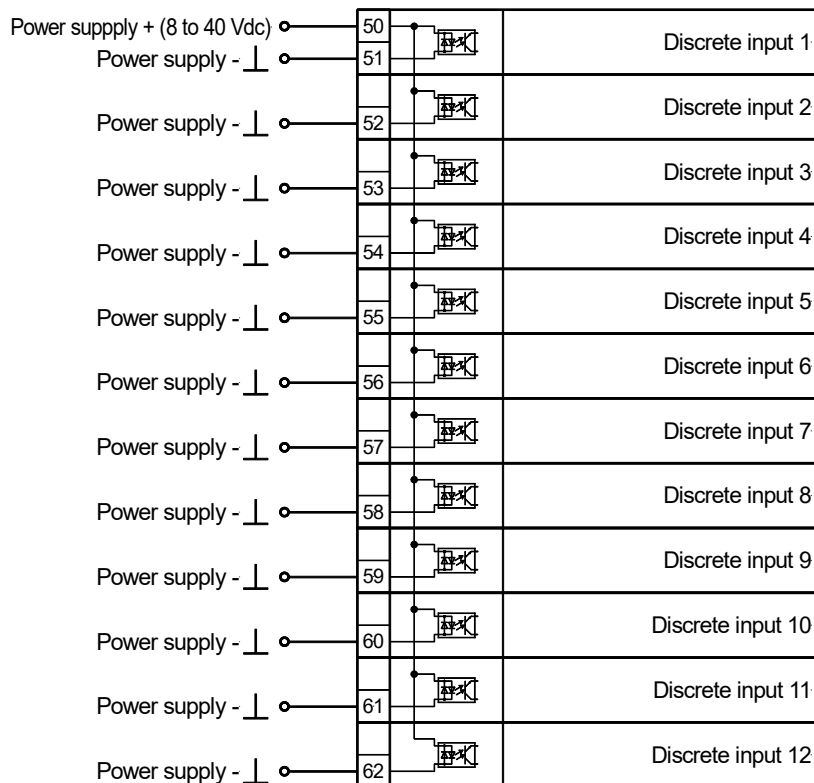 Power suppply + (8 to 40 Vdc) 50
Discrete input 1
Power supply - 51
Discrete input 2
Power supply - 52
Discrete input 3
Power supply - 53
Discrete input 4
Power supply - 54
Discrete input 5
Power supply - 55
Discrete input 6
Power supply - 56
Discrete input 7
Power supply - 57
Discrete input 8
Power supply - 58
Discrete input 9
Power supply - 59
Discrete input 10
Power supply - 60
Discrete input 11
Power supply - 61
Discrete input 12
Power supply - 62